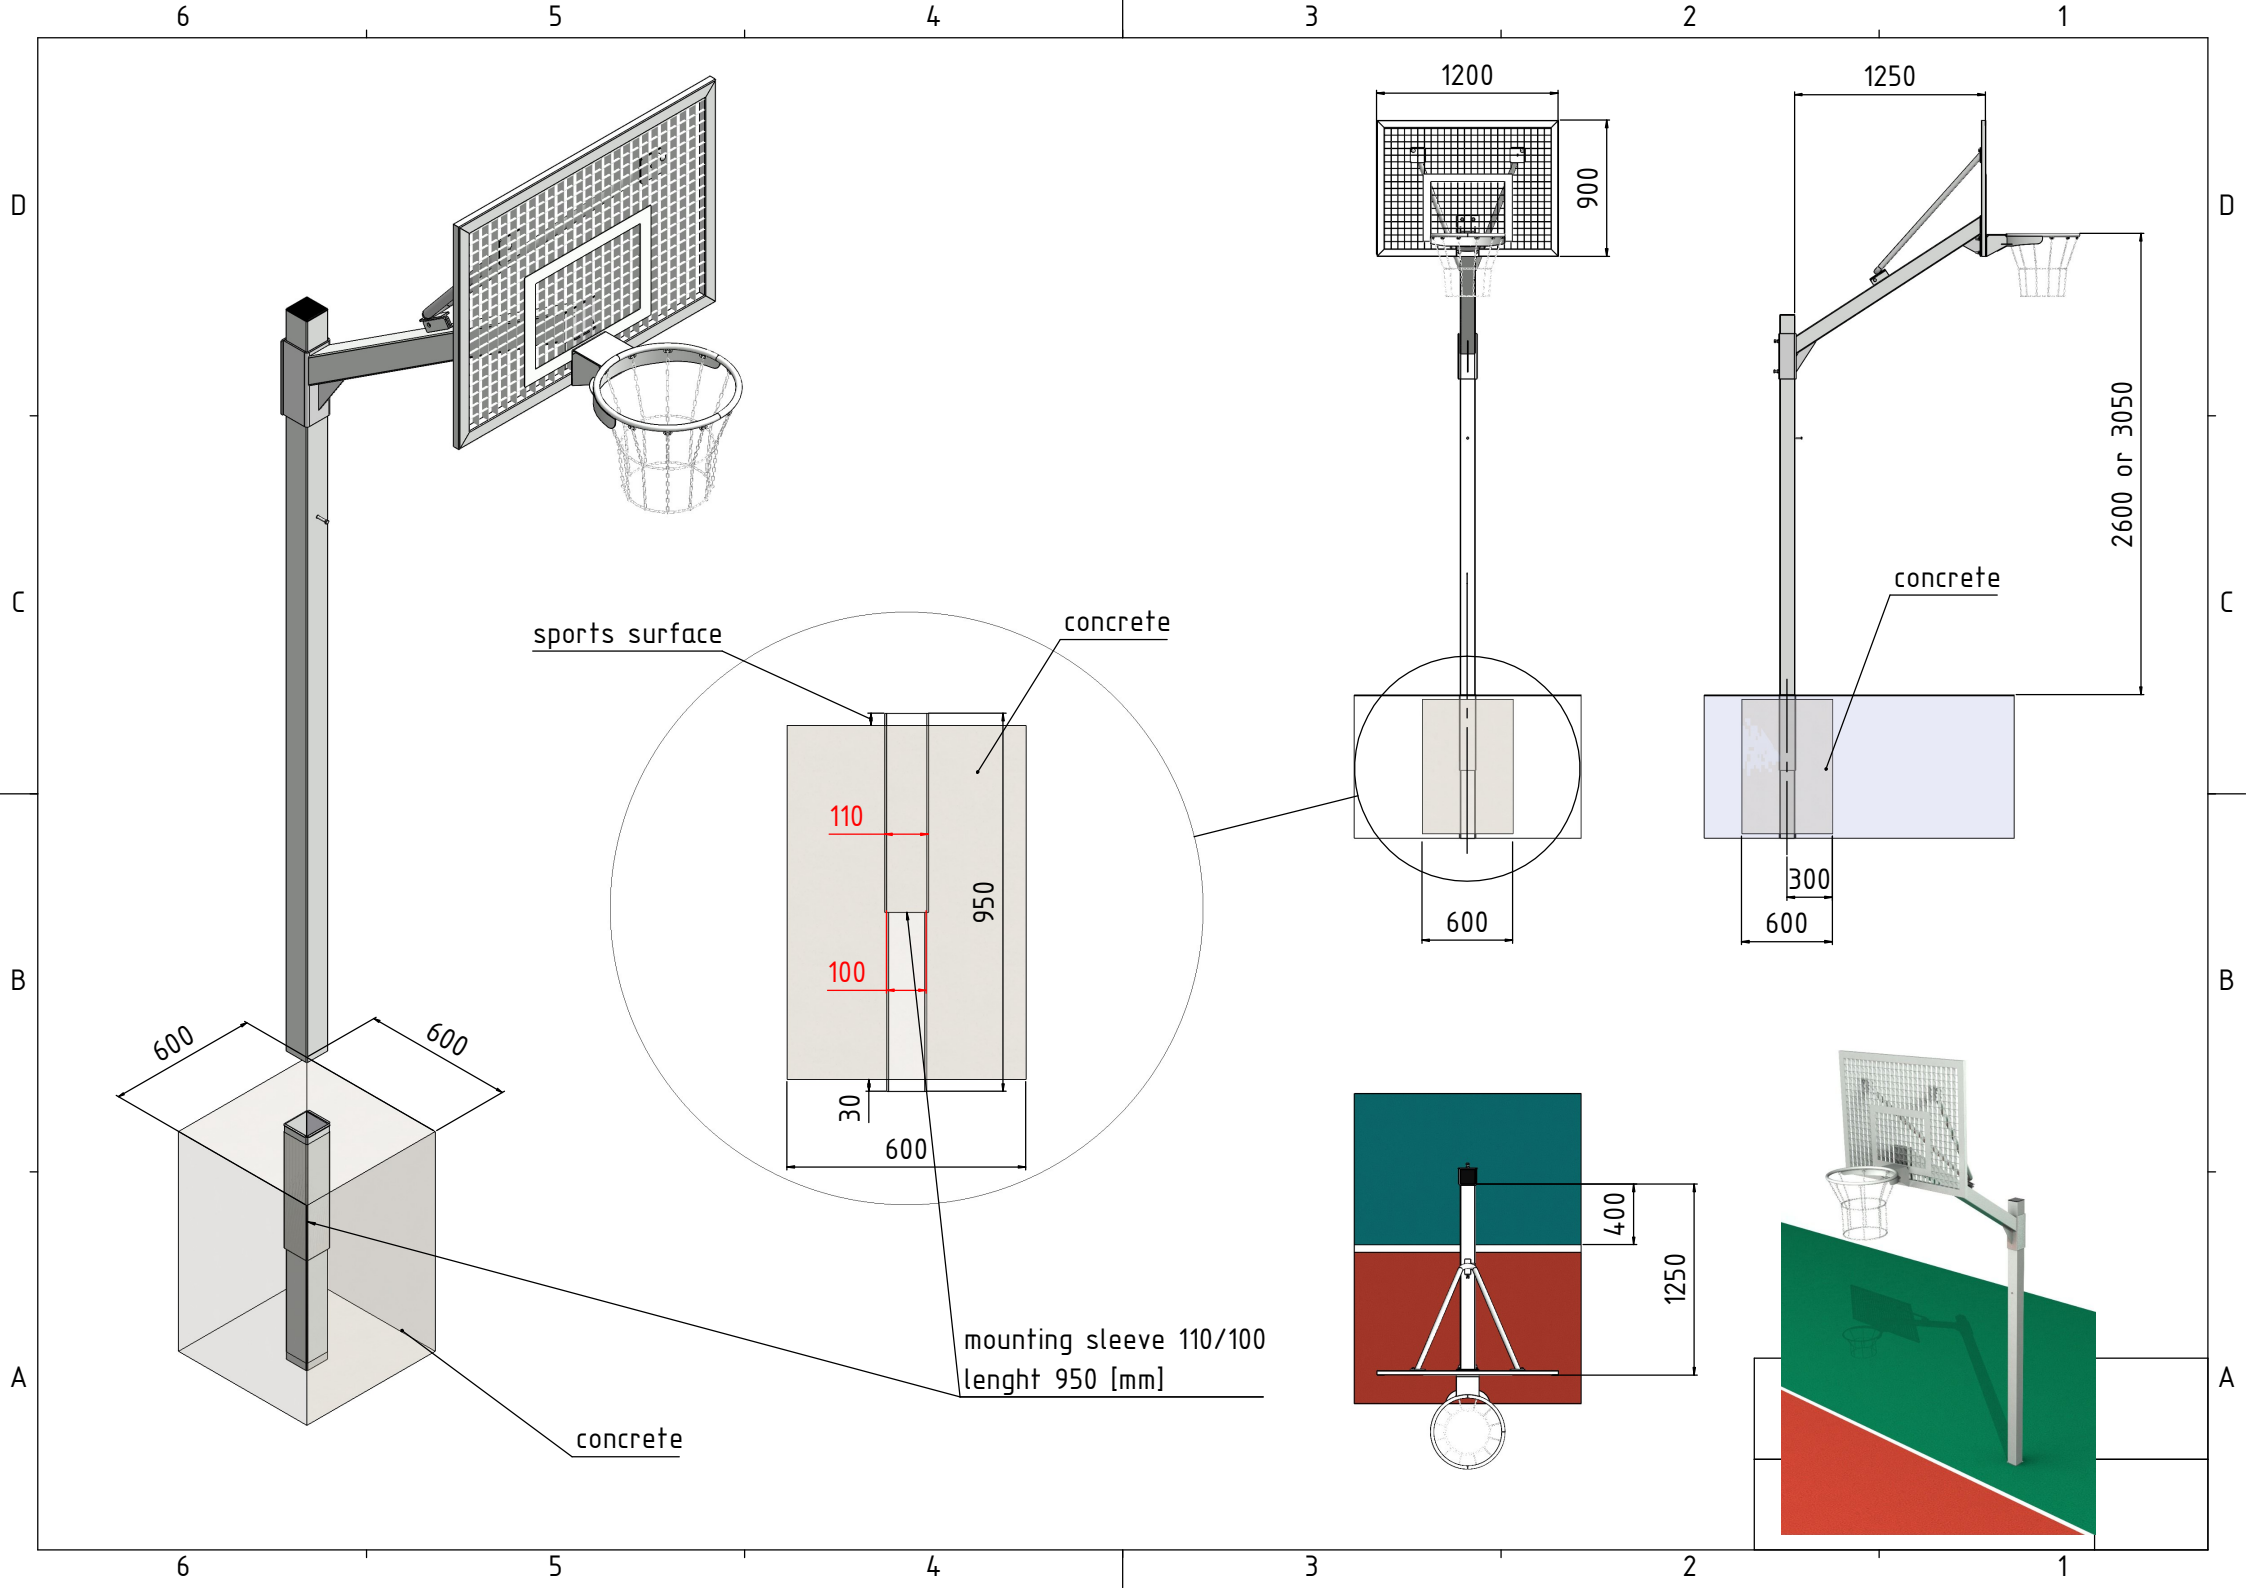 6 5 4 3 2 1
1200
1250
900
D
D
2600 or 3050
concrete
C
sports surface
concrete
C
110
950
300
600
600
100
B
B
600
600
30
600
400
1250
mounting sleeve 110/100
lenght 950 [mm]
A
A
concrete
6 5 4 3 2 1